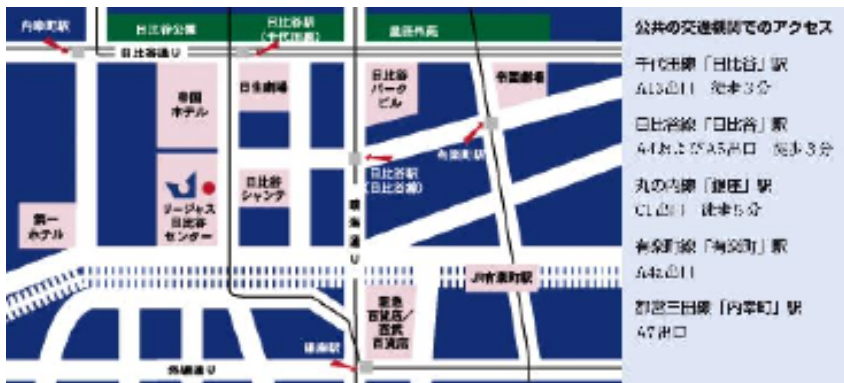 内幸町駅
日比谷公園
日比谷駅
(千代田線)
皇居外苑
日比谷通り
帝国
ホテル
日生劇場
日比谷
パーク
ビル
帝国劇場
有楽町駅
日比谷駅
(日比谷線)
リージャス
日比谷
センター
日比谷
シャンテ
第一
ホテル
晴海通り
JR有楽町駅
阪急
百貨店/
西武
百貨店
銀座駅
外堀通り
公共の交通機関でのアクセス
千代田線「日比谷」駅
A13出口 徒歩3分
日比谷線「日比谷」駅
A4およびA5出口 徒歩3分
丸の内線「銀座」駅
C1出口 徒歩5分
有楽町線「有楽町」駅
A4a出口
都営三田線「内幸町」駅
A7出口